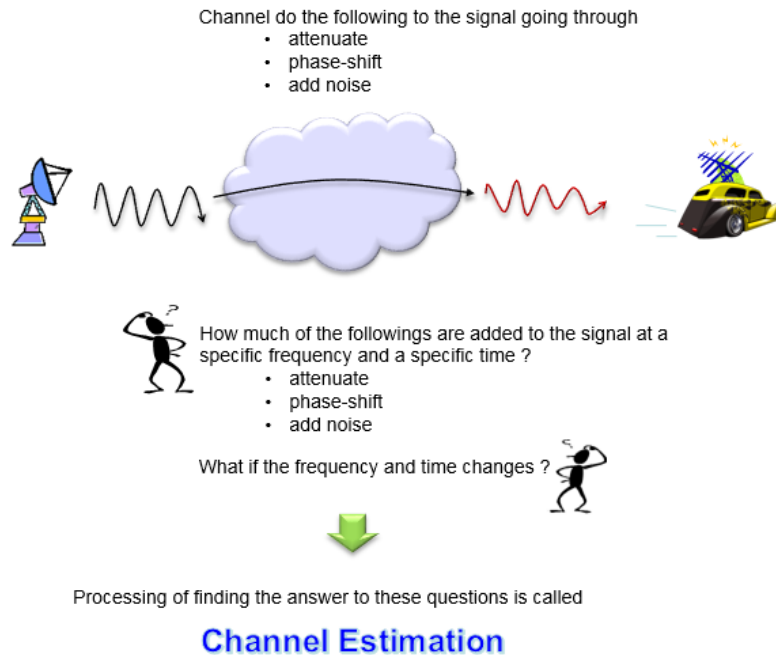 Channel do the following to the signal going through
• attenuate
• phase-shift
• add noise
?
How much of the followings are added to the signal at a
specific frequency and a specific time ?
• attenuate
• phase-shift
• add noise
?
What if the frequency and time changes ?
Processing of finding the answer to these questions is called
Channel Estimation